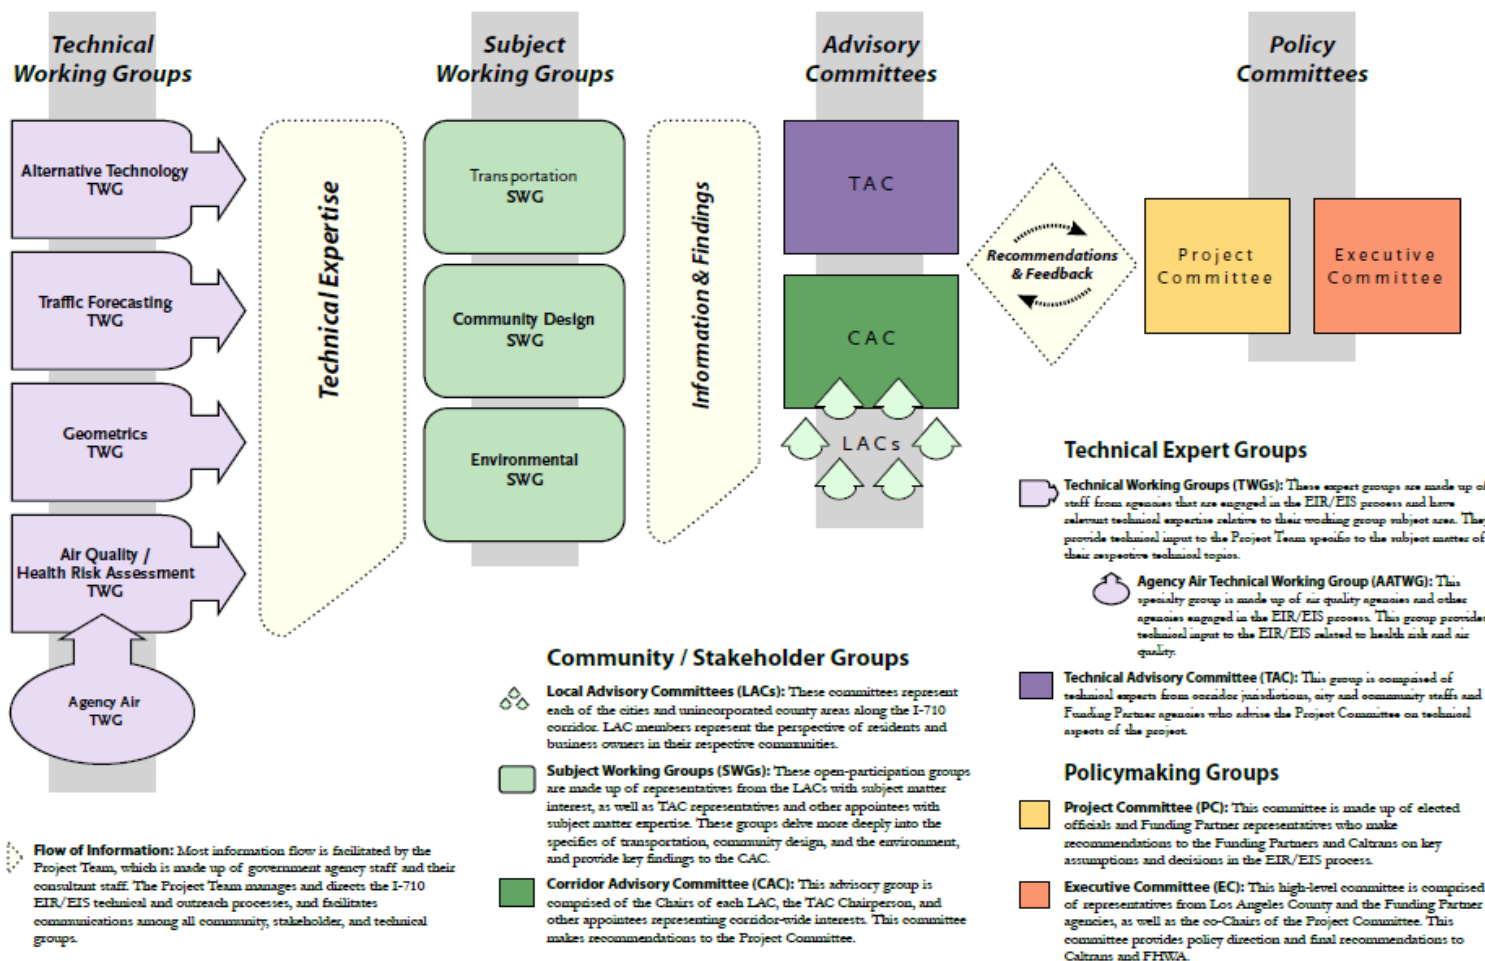 Technical
Working Groups
Subject
Working Groups
Advisory
Committees
Policy
Committees
Alternative Technology
TWG
Traffic Forecasting
TWG
Geometrics
TWG
Air Quality /
Health Risk Assessment
TWG
Agency Air
TWG
Technical Expertise
Transportation
SWG
Community Design
SWG
Environmental
SWG
Information & Findings
TAC
CAC
LACs
Recommendations
& Feedback
Project
Committee
Executive
Committee
Flow of Information: Most information flow is facilitated by the
Project Team, which is made up of government agency staff and their
consultant staff. The Project Team manages and directs the I-710
EIR/EIS technical and outreach processes, and facilitates
communications among all community, stakeholder, and technical
groups.
Community / Stakeholder Groups
Local Advisory Committees (LACs): These committees represent
each of the cities and unincorporated county areas along the I-710
corridor. LAC members represent the perspective of residents and
business owners in their respective communities.
Subject Working Groups (SWGs): These open-participation groups
are made up of representatives from the LACs with subject matter
interest, as well as TAC representatives and other appointees with
subject matter expertise. These groups delve more deeply into the
specifics of transportation, community design, and the environment,
and provide key findings to the CAC.
Corridor Advisory Committee (CAC): This advisory group is
comprised of the Chairs of each LAC, the TAC Chairperson, and
other appointees representing corridor-wide interests. This committee
makes recommendations to the Project Committee.
Technical Expert Groups
Technical Working Groups (TWGs): These expert groups are made up of
staff from agencies that are engaged in the EIR/EIS process and have
relevant technical expertise relative to their working group subject area. They
provide technical input to the Project Team specific to the subject matter of
their respective technical topics.
Agency Air Technical Working Group (AATWG): This
specialty group is made up of air quality agencies and other
agencies engaged in the EIR/EIS process. This group provides
technical input to the EIR/EIS related to health risk and air
quality.
Technical Advisory Committee (TAC): This group is comprised of
technical experts from corridor jurisdictions, city and community staffs and
Funding Partner agencies who advise the Project Committee on technical
aspects of the project.
Policymaking Groups
Project Committee (PC): This committee is made up of elected
officials and Funding Partner representatives who make
recommendations to the Funding Partners and Caltrans on key
assumptions and decisions in the EIR/EIS process.
Executive Committee (EC): This high-level committee is comprised
of representatives from Los Angeles County and the Funding Partner
agencies, as well as the co-Chairs of the Project Committee. This
committee provides policy direction and final recommendations to
Caltrans and FHWA.